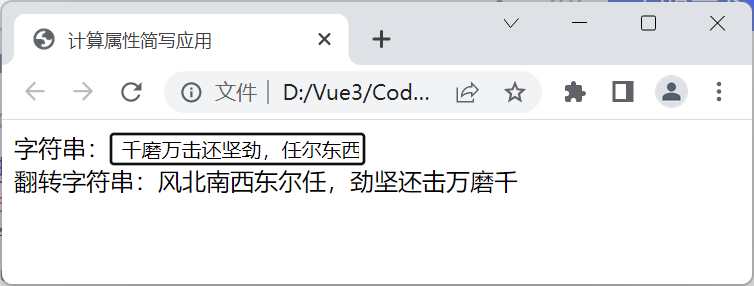 计算属性简写应用
文件
D:/Vue3/Cod...
字符串：千磨万击还坚劲，任尔东西
翻转字符串：风北南西东尔任，劲坚还击万磨千